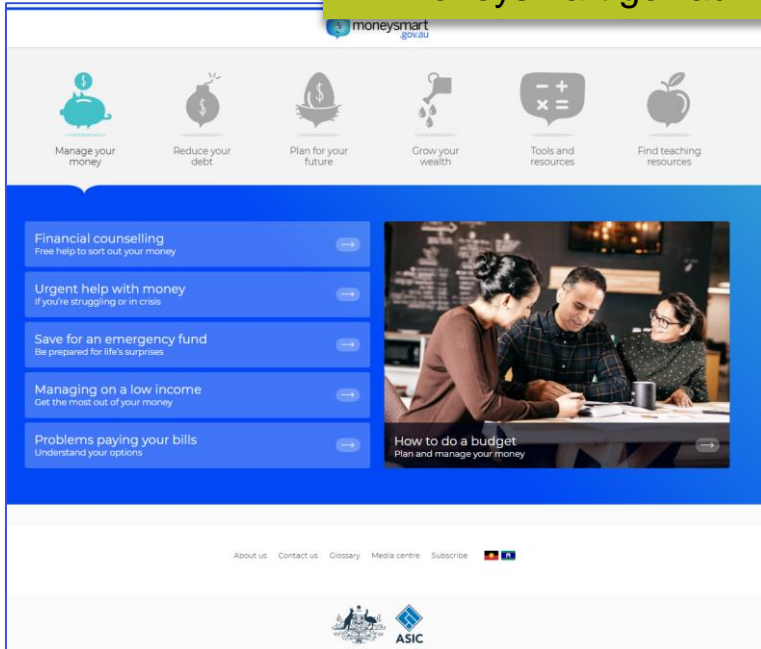 moneysmart
.gov.au
$
Manage your
money
$
Reduce your
debt
$
Plan for your
future
Grow your
wealth
Tools and
resources
Find teaching
resources
Financial counselling
Free help to sort out your money
Urgent help with money
If you're struggling or in crisis
Save for an emergency fund
Be prepared for life's surprises
Managing on a low income
Get the most out of your money
Problems paying your bills
Understand your options
How to do a budget
Plan and manage your money
About us Contact us Glossary Media centre Subscribe
ASIC